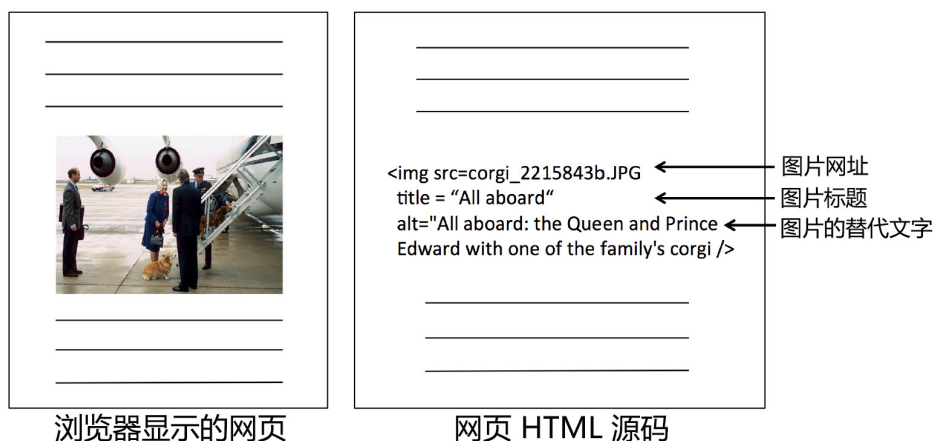 <img src=corgi_2215843b.JPG
title = “All aboard“
alt="All aboard: the Queen and Prince
Edward with one of the family's corgi />
图片网址
图片标题
图片的替代文字
浏览器显示的网页
网页 HTML 源码